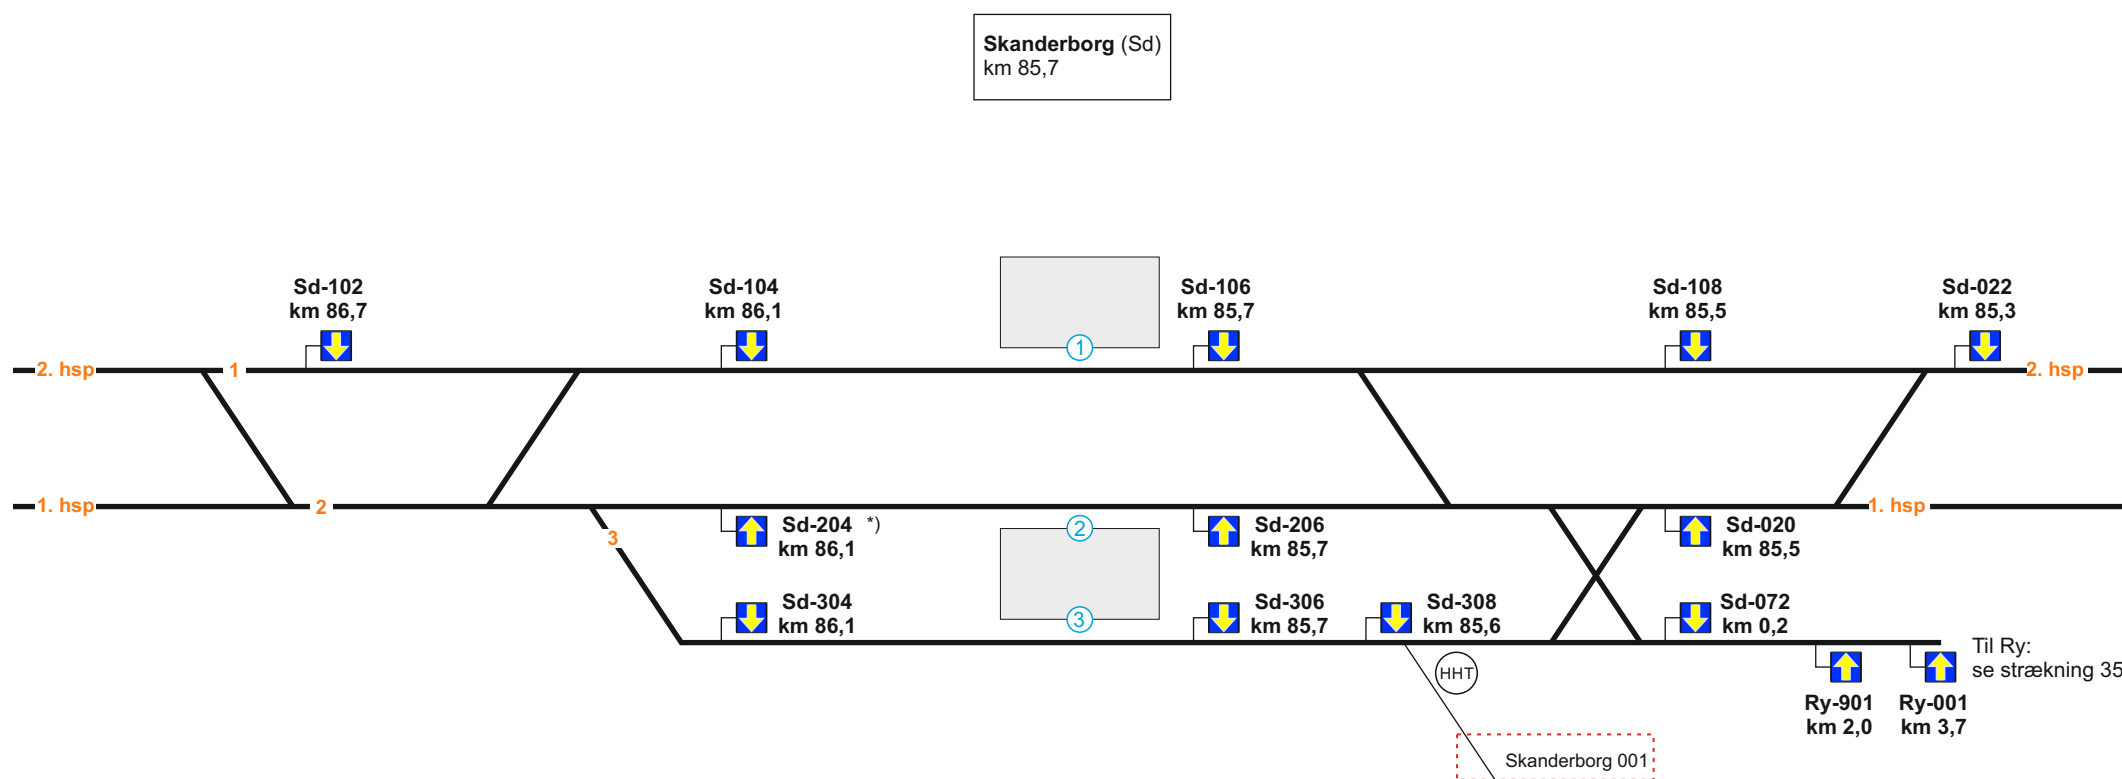 Skanderborg (Sd)
km 85,7
Sd-102
km 86,7
Sd-104
km 86,1
Sd-106
km 85,7
Sd-108
km 85,5
Sd-022
km 85,3
1
2. hsp
1
2. hsp
1. hsp
2
1. hsp
3
Sd-204 *)
km 86,1
2
Sd-206
km 85,7
Sd-020
km 85,5
Sd-304
km 86,1
3
Sd-306
km 85,7
Sd-308
km 85,6
Sd-072
km 0,2
Til Ry:
se strækning 35
HHT
Ry-901
km 2,0
Ry-001
km 3,7
Skanderborg 001